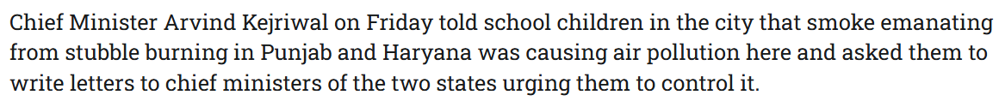 Chief Minister Arvind Kejriwal on Friday told school children in the city that smoke emanating
from stubble burning in Punjab and Haryana was causing air pollution here and asked them to
write letters to chief ministers of the two states urging them to control it.